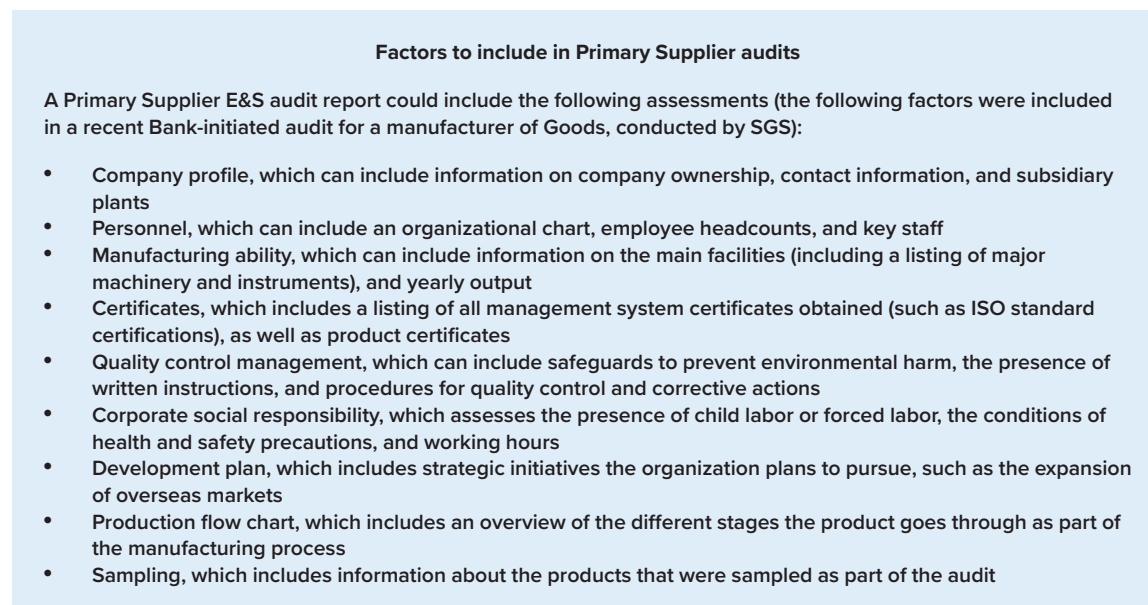 Factors to include in Primary Supplier audits
A Primary Supplier E&S audit report could include the following assessments (the following factors were included
in a recent Bank-initiated audit for a manufacturer of Goods, conducted by SGS):
• Company profile, which can include information on company ownership, contact information, and subsidiary
plants
• Personnel, which can include an organizational chart, employee headcounts, and key staff
• Manufacturing ability, which can include information on the main facilities (including a listing of major
machinery and instruments), and yearly output
• Certificates, which includes a listing of all management system certificates obtained (such as ISO standard
certifications), as well as product certificates
• Quality control management, which can include safeguards to prevent environmental harm, the presence of
written instructions, and procedures for quality control and corrective actions
• Corporate social responsibility, which assesses the presence of child labor or forced labor, the conditions of
health and safety precautions, and working hours
• Development plan, which includes strategic initiatives the organization plans to pursue, such as the expansion
of overseas markets
• Production flow chart, which includes an overview of the different stages the product goes through as part of
the manufacturing process
• Sampling, which includes information about the products that were sampled as part of the audit